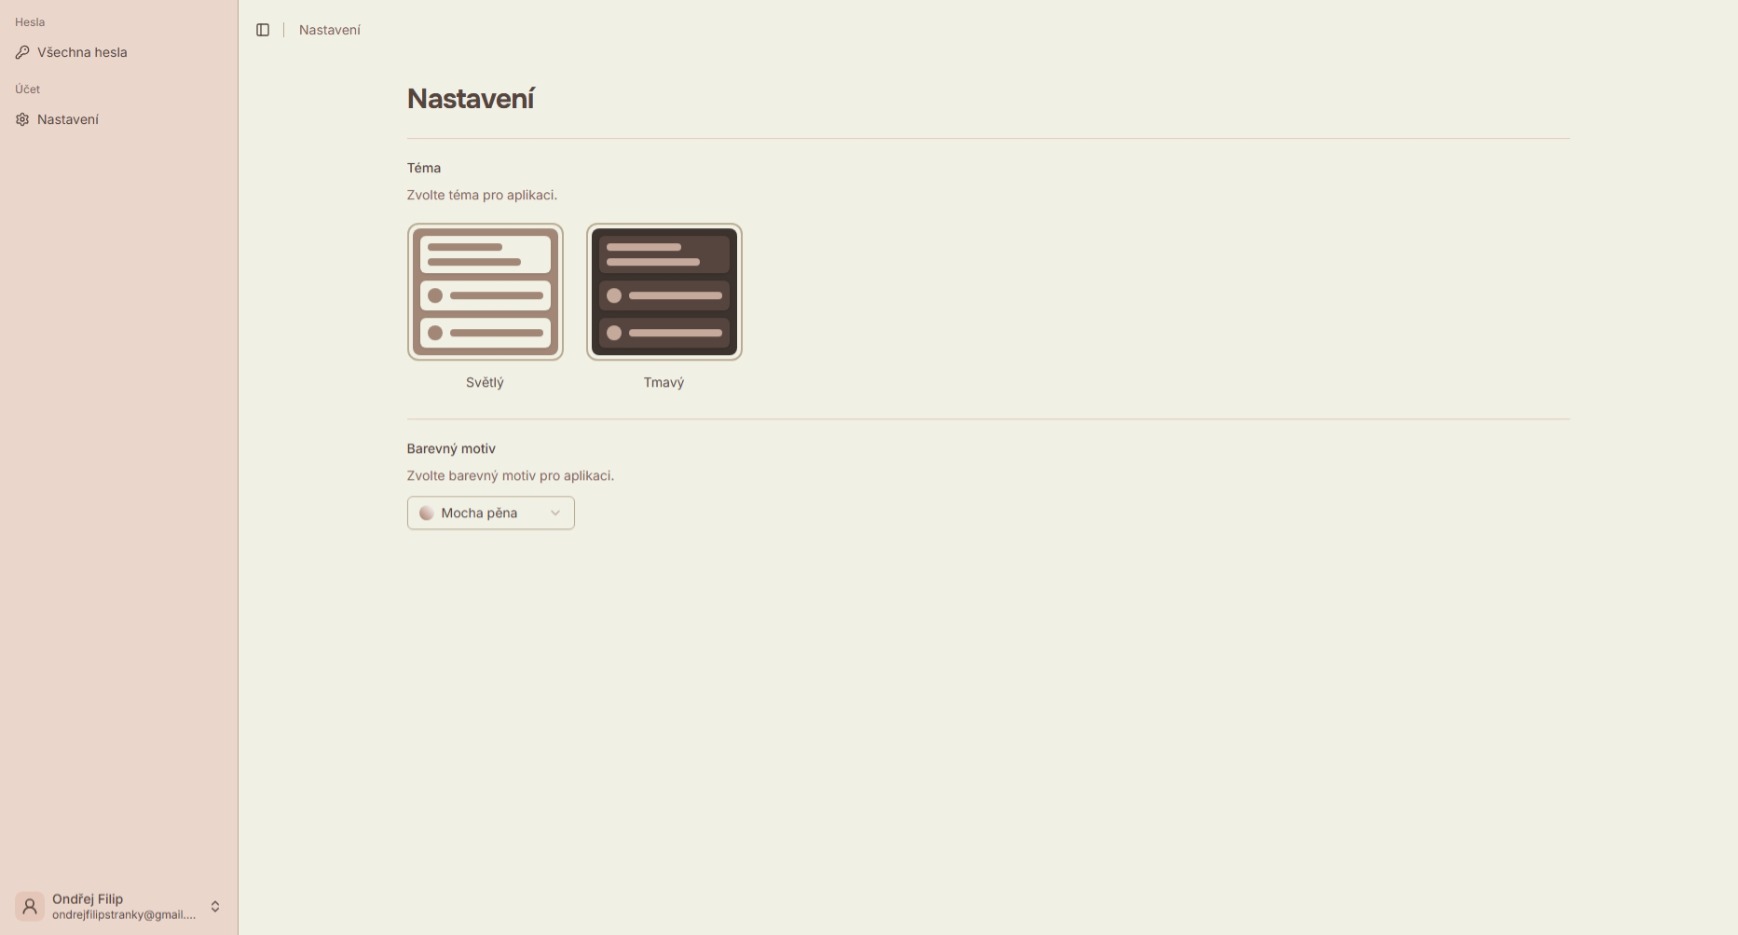 Hesla
Všechna hesla
Účet
Nastavení
Ondřej Filip
ondrejfilipstranky@gmail....
Nastavení
Nastavení
Téma
Zvolte téma pro aplikaci.
Světlý
Tmavý
Barevný motiv
Zvolte barevný motiv pro aplikaci.
Mocha pěna